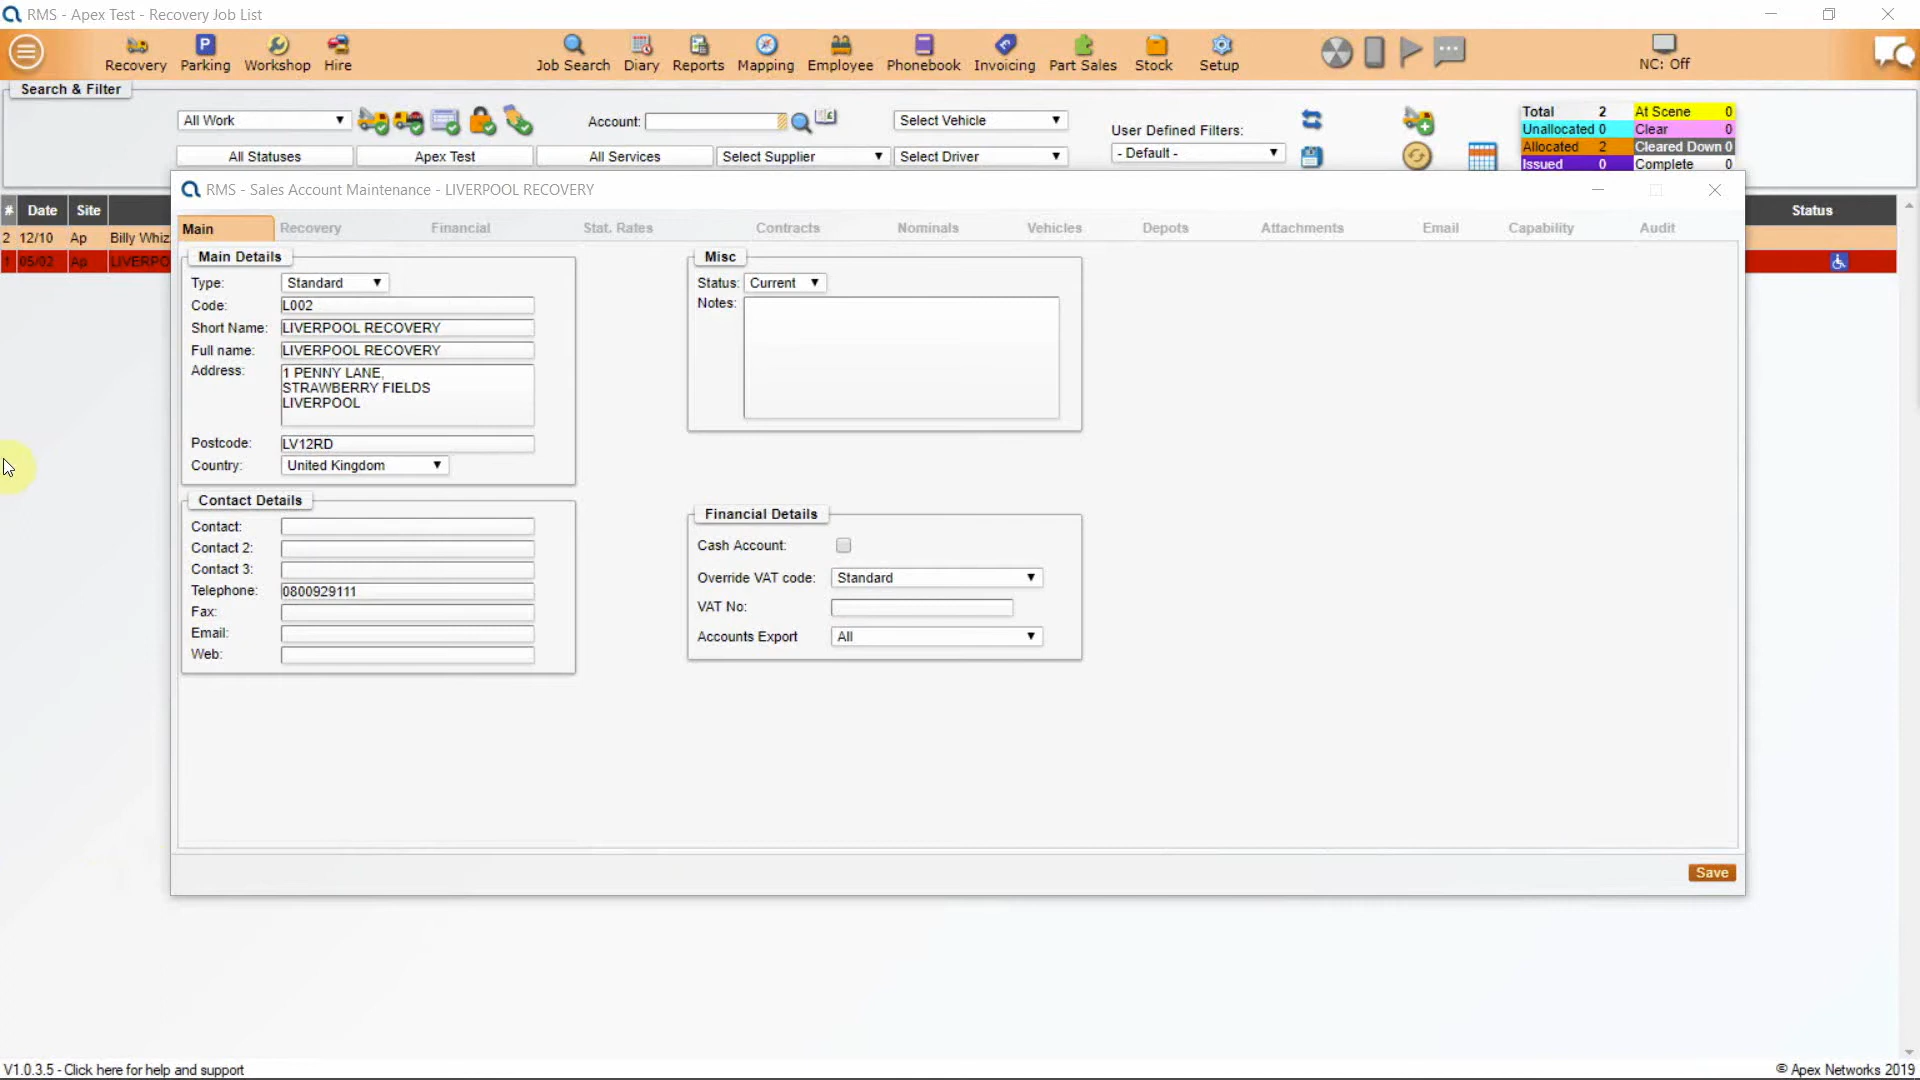 RMS - Apex Test - Recovery Job List
Recovery Parking Workshop Hire Job Search Diary Reports Mapping Employee Phonebook Invoicing Part Sales Stock Setup NC: Off
Search & Filter
All Work Account: Select Vehicle User Defined Filters:
All Statuses Apex Test All Services Select Supplier Select Driver - Default -
Total 2 At Scene 0
Unallocated 0 Clear 0
Allocated 2 Cleared Down 0
Issued 0 Complete 0
RMS - Sales Account Maintenance - LIVERPOOL RECOVERY
# Date Site Status
2 12/10 Ap Billy Whiz
1 05/02 Ap LIVERPO
Main Recovery Financial Stat. Rates Contracts Nominals Vehicles Depots Attachments Email Capability Audit
Main Details
Type: Standard
Code: L002
Short Name: LIVERPOOL RECOVERY
Full name: LIVERPOOL RECOVERY
Address: 1 PENNY LANE,
STRAWBERRY FIELDS
LIVERPOOL
Postcode: LV12RD
Country: United Kingdom
Misc
Status: Current
Notes:
Contact Details
Contact:
Contact 2:
Contact 3:
Telephone: 0800929111
Fax:
Email:
Web:
Financial Details
Cash Account:
Override VAT code: Standard
VAT No:
Accounts Export All
Save
V1.0.3.5 - Click here for help and support
© Apex Networks 2019